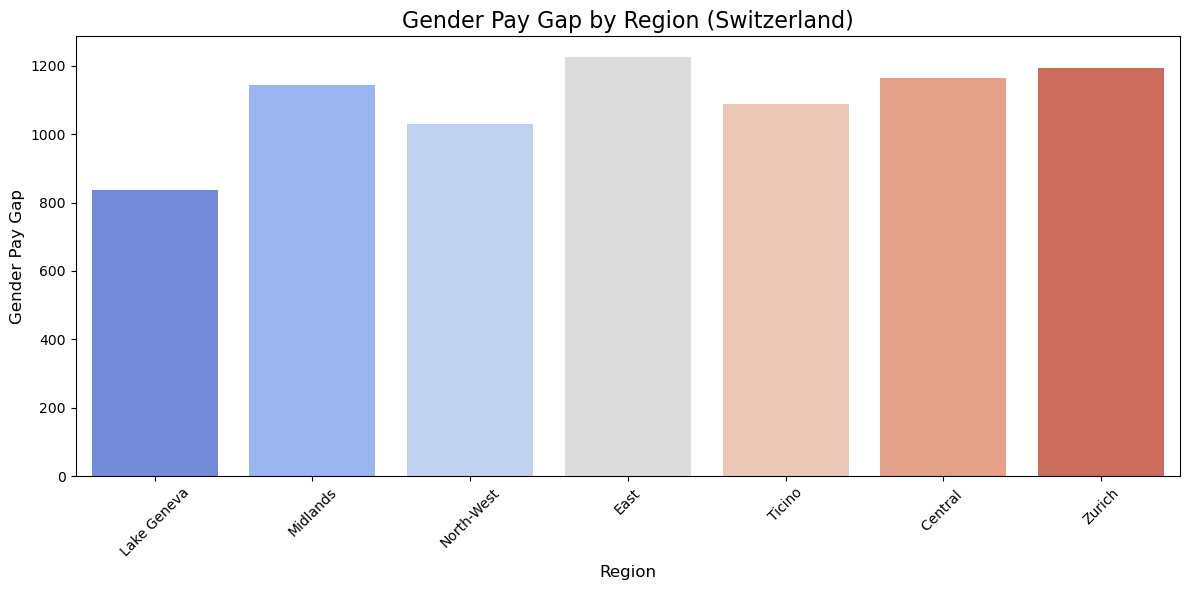 Gender Pay Gap by Region (Switzerland)
Gender Pay Gap
1200
1000
800
600
400
200
0
Lake Geneva
Midlands
North-West
East
Ticino
Central
Zurich
Region